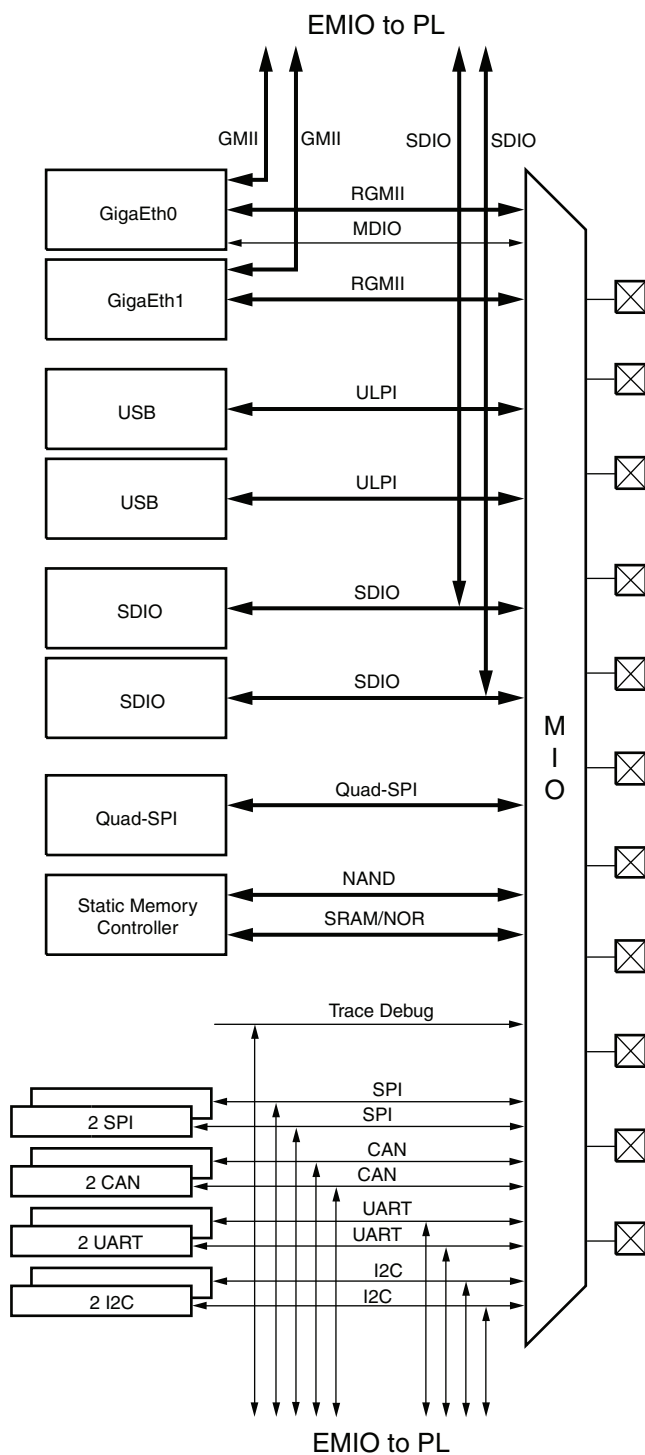 EMIO to PL
GMII
GMII
SDIO
SDIO
GigaEth0
RGMII
MDIO
GigaEth1
RGMII
USB
ULPI
USB
ULPI
SDIO
SDIO
SDIO
SDIO
M
I
O
Quad-SPI
Quad-SPI
Static Memory
Controller
NAND
SRAM/NOR
Trace Debug
SPI
2 SPI
SPI
CAN
2 CAN
CAN
UART
2 UART
UART
I2C
2 I2C
I2C
EMIO to PL